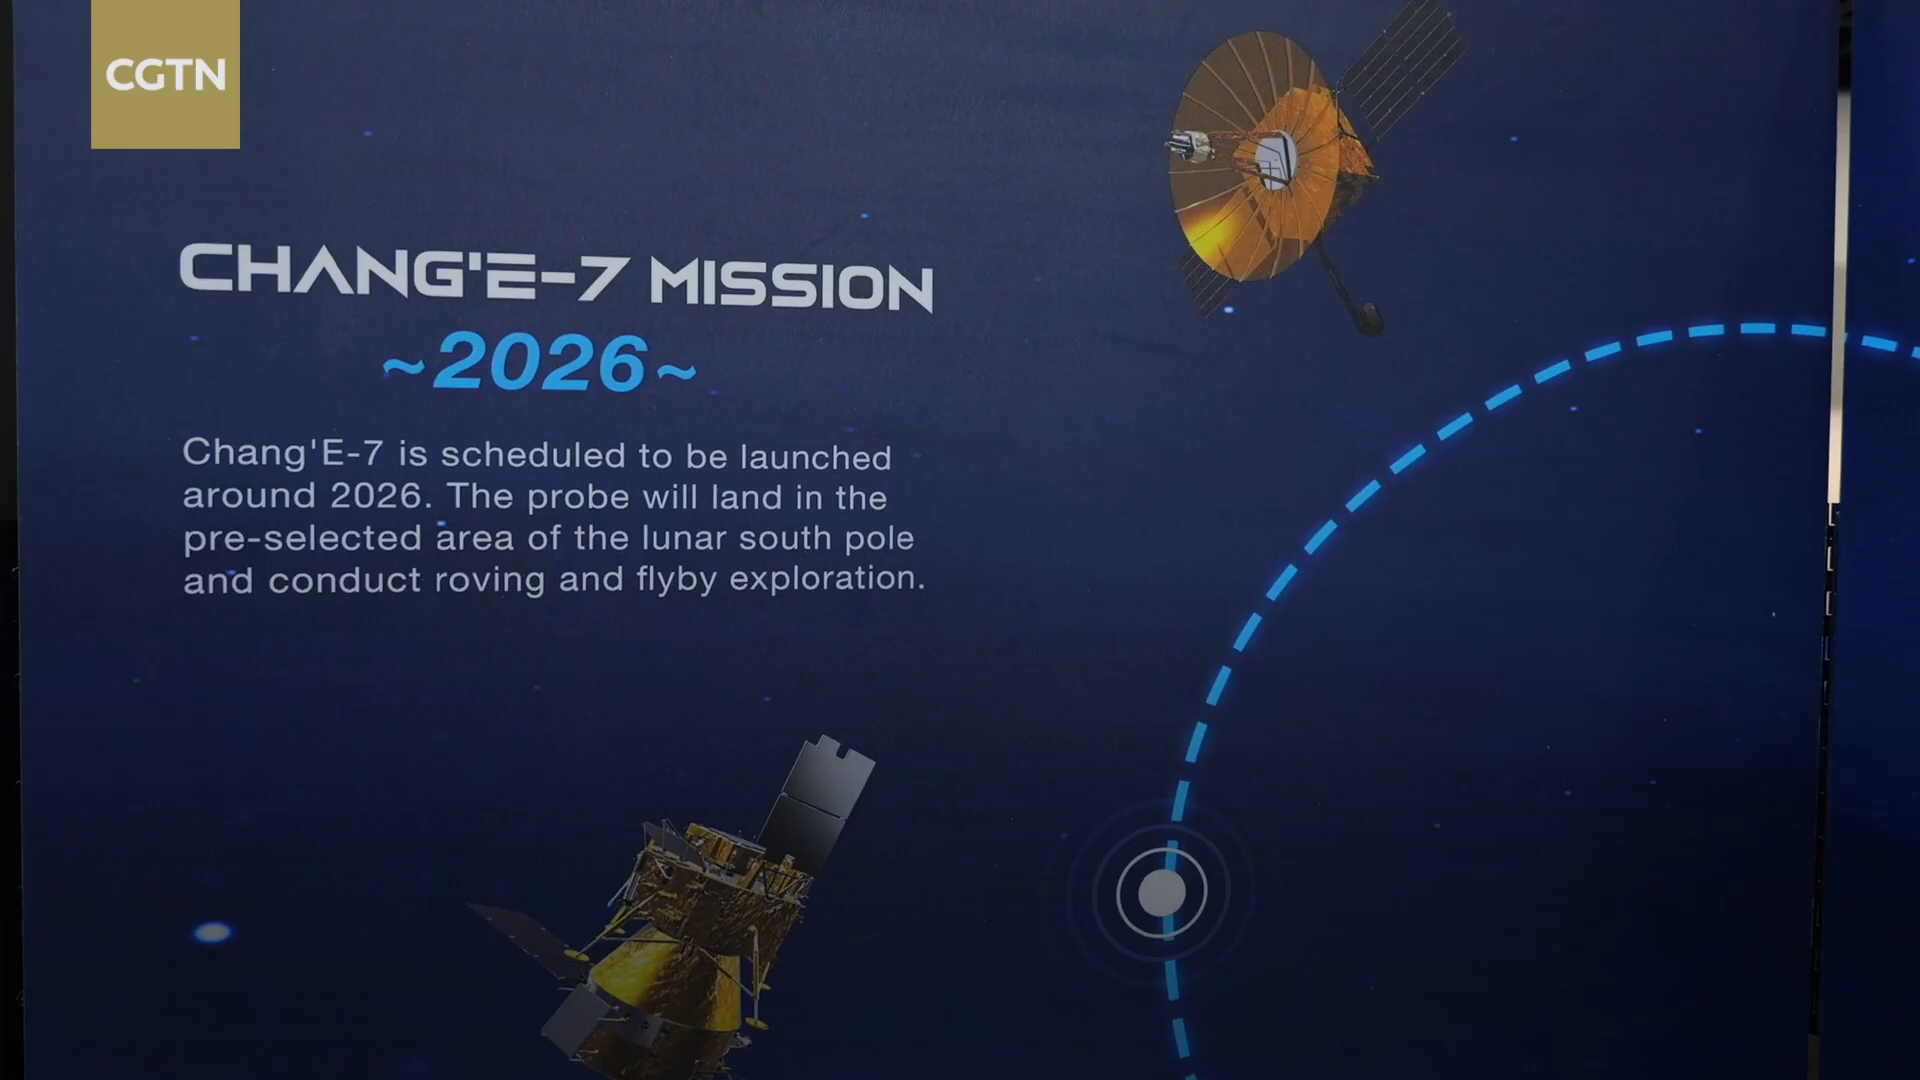 CGTN
CHANG'E-7 MISSION
~2026~
Chang'E-7 is scheduled to be launched
around 2026. The probe will land in the
pre-selected area of the lunar south pole
and conduct roving and flyby exploration.